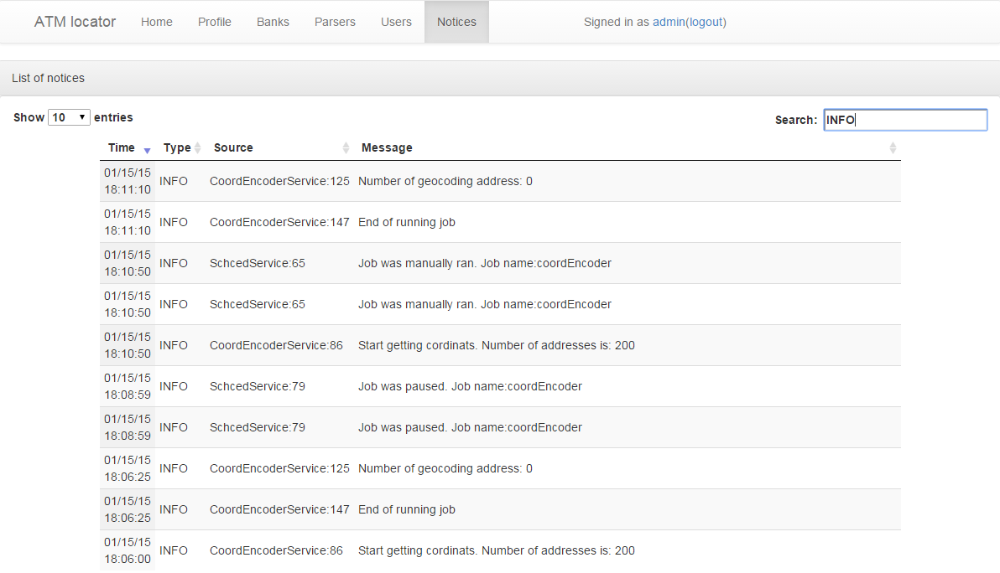 ATM locator Home Profile Banks Parsers Users Notices Signed in as admin(logout)
List of notices
Show 10 entries Search: INFO
Time Type Source Message
01/15/15
18:11:10 INFO CoordEncoderService:125 Number of geocoding address: 0
01/15/15
18:11:10 INFO CoordEncoderService:147 End of running job
01/15/15
18:10:50 INFO SchcedService:65 Job was manually ran. Job name:coordEncoder
01/15/15
18:10:50 INFO SchcedService:65 Job was manually ran. Job name:coordEncoder
01/15/15
18:10:50 INFO CoordEncoderService:86 Start getting cordinats. Number of addresses is: 200
01/15/15
18:08:59 INFO SchcedService:79 Job was paused. Job name:coordEncoder
01/15/15
18:08:59 INFO SchcedService:79 Job was paused. Job name:coordEncoder
01/15/15
18:06:25 INFO CoordEncoderService:125 Number of geocoding address: 0
01/15/15
18:06:25 INFO CoordEncoderService:147 End of running job
01/15/15
18:06:00 INFO CoordEncoderService:86 Start getting cordinats. Number of addresses is: 200